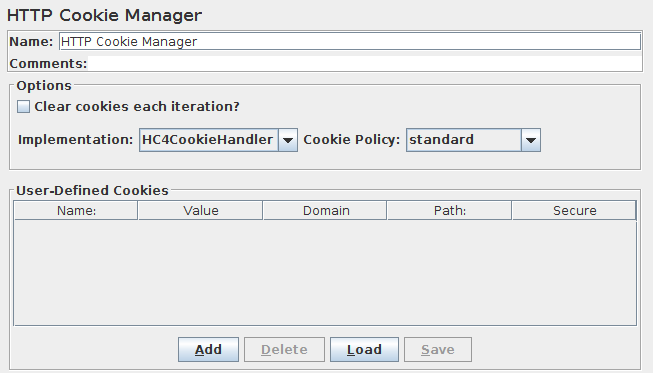 HTTP Cookie Manager
Name: HTTP Cookie Manager
Comments:
Options
Clear cookies each iteration?
Implementation: HC4CookieHandler Cookie Policy: standard
User-Defined Cookies
Name: Value Domain Path: Secure
Add Delete Load Save